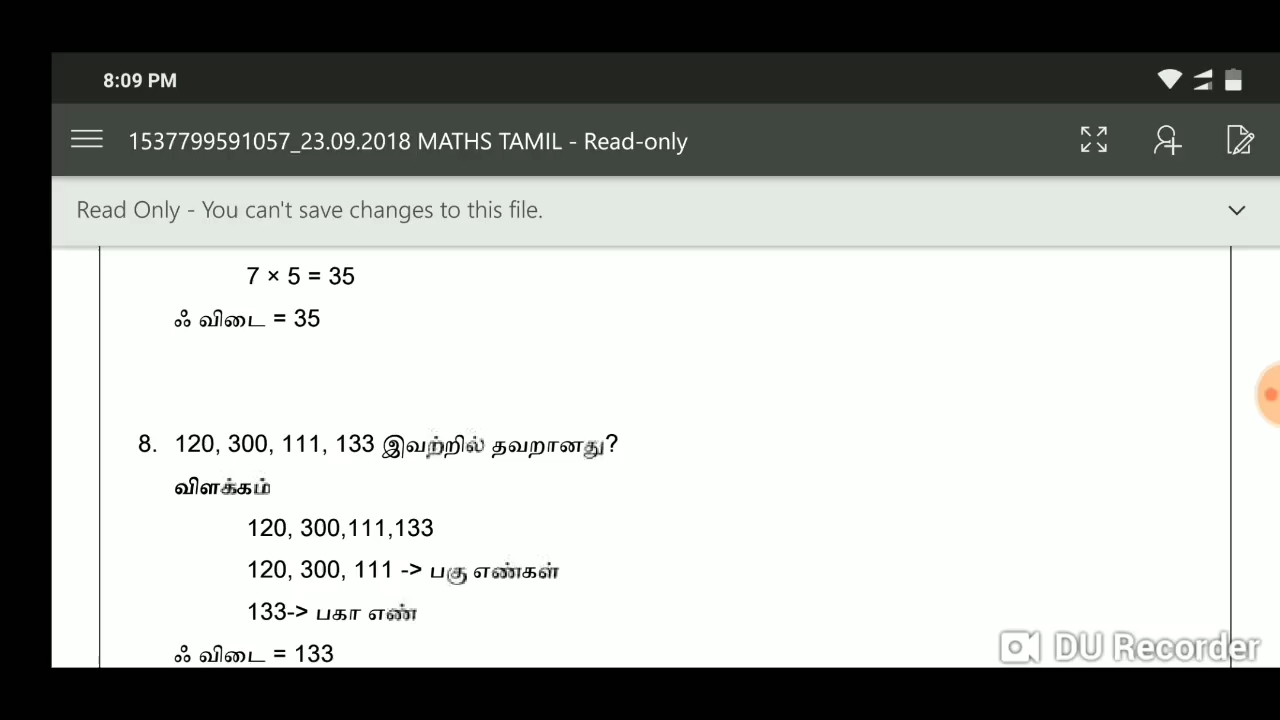 8:09 PM
1537799591057_23.09.2018 MATHS TAMIL - Read-only
Read Only - You can't save changes to this file.
7 × 5 = 35
ஃ விடை = 35
8. 120, 300, 111, 133 இவற்றில் தவறானது?
விளக்கம்
120, 300,111,133
120, 300, 111 -> பகு எண்கள்
133-> பகா எண்
ஃ விடை = 133
DU Recorder